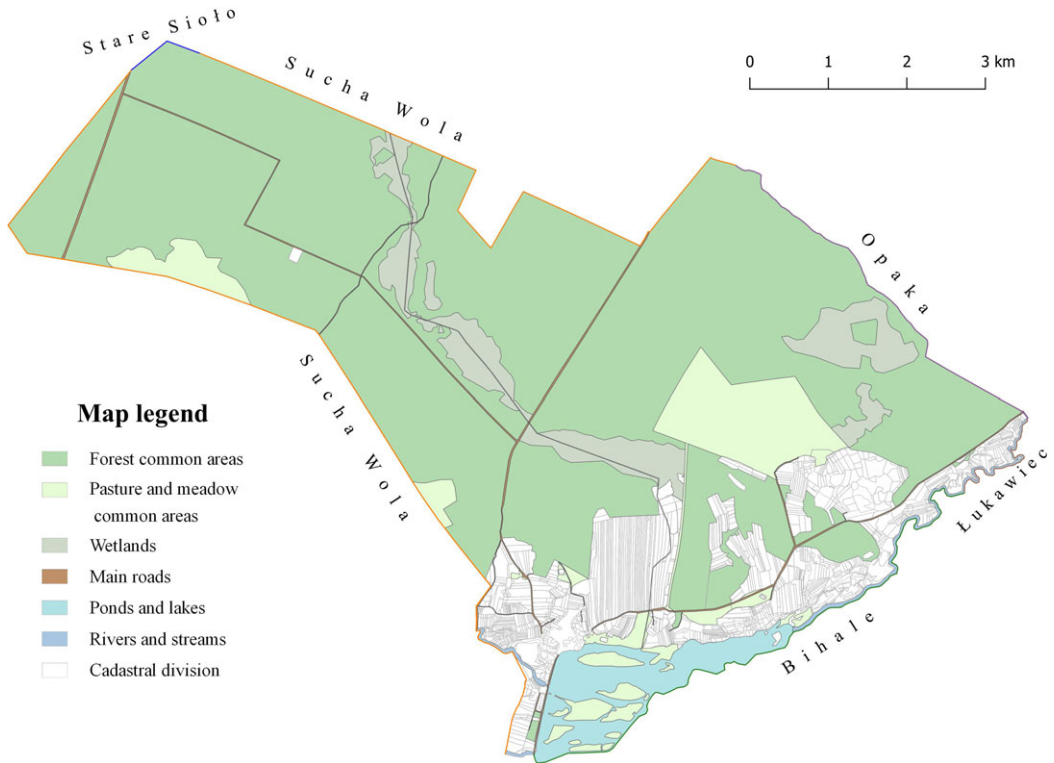 Stare Sioło
Sucha Wola
0 1 2 3 km
Opaka
Sucha Wola
Łukawiec
Bihale
Map legend
Forest common areas
Pasture and meadow
common areas
Wetlands
Main roads
Ponds and lakes
Rivers and streams
Cadastral division